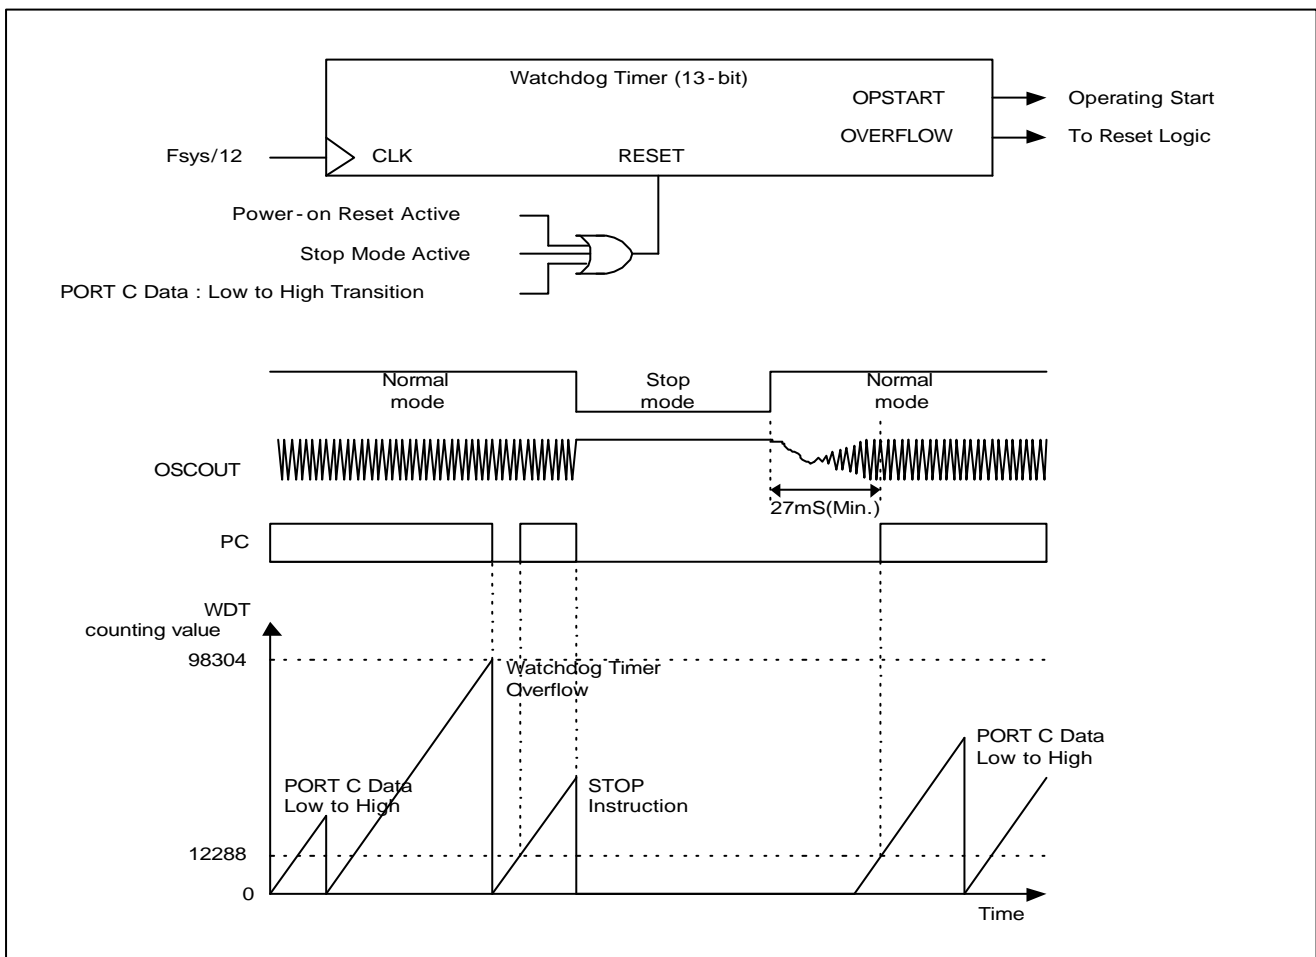 Watchdog Timer (13-bit)
OPSTART
Operating Start
OVERFLOW
To Reset Logic
Fsys/12
CLK
RESET
Power-on Reset Active
Stop Mode Active
PORT C Data : Low to High Transition
Normal
mode
Stop
mode
Normal
mode
OSCOUT
27mS(Min.)
PC
WDT
counting value
98304
Watchdog Timer
Overflow
PORT C Data
Low to High
STOP
Instruction
PORT C Data
Low to High
12288
0
Time